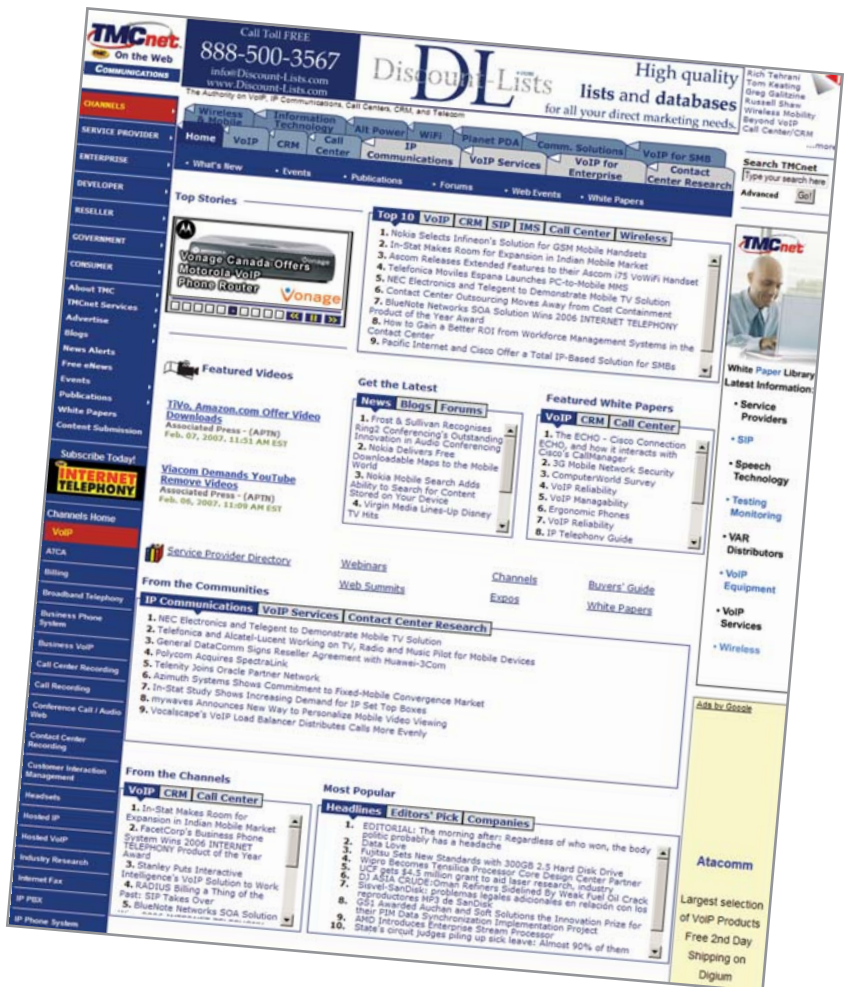 TMCnet
On the Web
COMMUNICATIONS
Call Toll FREE
888-500-3567
info@Discount-Lists.com
www.Discount-Lists.com
DL
Discount-Lists
.com
High quality
lists and databases
for all your direct marketing needs.
Rich Tehrani
Tom Keating
Greg Galitzine
Russell Shaw
Wireless Mobility
Beyond VoIP
Call Center/CRM
...more
The Authority on VoIP, IP Communications, Call Centers, CRM, and Telecom
Wireless & Mobile
Information Technology
Alt Power
WiFi
Planet PDA
Comm. Solutions
VoIP for SMB
Home
VoIP
CRM
Call Center
IP Communications
VoIP Services
VoIP for Enterprise
Contact Center Research
• What's New
• Events
• Publications
• Forums
• Web Events
• White Papers
Search TMCnet
Type your search here
Advanced
Go!
CHANNELS
SERVICE PROVIDER
ENTERPRISE
DEVELOPER
RESELLER
GOVERNMENT
CONSUMER
About TMC
TMCnet Services
Advertise
Blogs
News Alerts
Free eNews
Events
Publications
White Papers
Content Submission
Subscribe Today!
INTERNET
TELEPHONY
Channels Home
VoIP
ATCA
Billing
Broadband Telephony
Business Phone
System
Business VoIP
Call Center Recording
Call Recording
Conference Call / Audio
Web
Contact Center
Recording
Customer Interaction
Management
Headsets
Hosted IP
Hosted VoIP
Industry Research
Internet Fax
IP PBX
IP Phone System
Top Stories
Vonage Canada Offers
Motorola VoIP
Phone Router
Vonage
Top 10 VoIP CRM SIP IMS Call Center Wireless
1. Nokia Selects Infineon's Solution for GSM Mobile Handsets
2. In-Stat Makes Room for Expansion in Indian Mobile Market
3. Ascom Releases Extended Features to their Ascom i75 VoWiFi Handset
4. Telefonica Moviles Espana Launches PC-to-Mobile MMS
5. NEC Electronics and Telegent to Demonstrate Mobile TV Solution
6. Contact Center Outsourcing Moves Away from Cost Containment
7. BlueNote Networks SOA Solution Wins 2006 INTERNET TELEPHONY
Product of the Year Award
8. How to Gain a Better ROI from Workforce Management Systems in the
Contact Center
9. Pacific Internet and Cisco Offer a Total IP-Based Solution for SMBs
Featured Videos
TiVo, Amazon.com Offer Video
Downloads
Associated Press - (APTN)
Feb. 07, 2007. 11:51 AM EST
Viacom Demands YouTube
Remove Videos
Associated Press - (APTN)
Feb. 06, 2007. 11:09 AM EST
Get the Latest
News Blogs Forums
1. Frost & Sullivan Recognises
Ring2 Conferencing's Outstanding
Innovation in Audio Conferencing
2. Nokia Delivers Free
Downloadable Maps to the Mobile
World
3. Nokia Mobile Search Adds
Ability to Search for Content
Stored on Your Device
4. Virgin Media Lines-Up Disney
TV Hits
Featured White Papers
VoIP CRM Call Center
1. The ECHO - Cisco Connection
ECHO, and how it interacts with
Cisco's CallManager
2. 3G Mobile Network Security
3. ComputerWorld Survey
4. VoIP Reliability
5. VoIP Managability
6. Ergonomic Phones
7. VoIP Reliability
8. IP Telephony Guide
Service Provider Directory
Webinars
Web Summits
Channels
Expos
Buyers' Guide
White Papers
From the Communities
IP Communications VoIP Services Contact Center Research
1. NEC Electronics and Telegent to Demonstrate Mobile TV Solution
2. Telefonica and Alcatel-Lucent Working on TV, Radio and Music Pilot for Mobile Devices
3. General DataComm Signs Reseller Agreement with Huawei-3Com
4. Polycom Acquires SpectraLink
5. Telenity Joins Oracle Partner Network
6. Azimuth Systems Shows Commitment to Fixed-Mobile Convergence Market
7. In-Stat Study Shows Increasing Demand for IP Set Top Boxes
8. mywaves Announces New Way to Personalize Mobile Video Viewing
9. Vocalscape's VoIP Load Balancer Distributes Calls More Evenly
From the Channels
VoIP CRM Call Center
1. In-Stat Makes Room for
Expansion in Indian Mobile Market
2. FacetCorp's Business Phone
System Wins 2006 INTERNET
TELEPHONY Product of the Year
Award
3. Stanley Puts Interactive
Intelligence's VoIP Solution to Work
4. RADIUS Billing a Thing of the
Past: SIP Takes Over
5. BlueNote Networks SOA Solution
Most Popular
Headlines Editors' Pick Companies
1. EDITORIAL: The morning after: Regardless of who won, the body
politic probably has a headache
2. Data Love
3. Fujitsu Sets New Standards with 300GB 2.5 Hard Disk Drive
4. Wipro Becomes Tensilica Processor Core Design Center Partner
5. UCF gets $4.5 million grant to aid laser research, industry
6. DJ ASIA CRUDE:Oman Refiners Sidelined By Weak Fuel Oil Crack
7. Sisvel-SanDisk: problemas legales adicionales en relación con los
reproductores MP3 de SanDisk
8. GS1 Awarded Auchan and Soft Solutions the Innovation Prize for
their PIM Data Synchronization Implementation Project
9. AMD Introduces Enterprise Stream Processor
10. State's circuit judges piling up sick leave: Almost 90% of them
TMCnet
White Paper Library
Latest Information:
• Service
Providers
• SIP
• Speech
Technology
• Testing
Monitoring
• VAR
Distributors
• VoIP
Equipment
• VoIP
Services
• Wireless
Ads by Google
Atacomm
Largest selection
of VoIP Products
Free 2nd Day
Shipping on
Digium